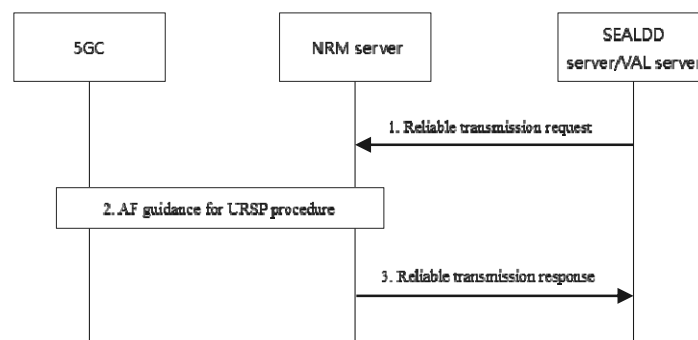 5GC
NRM server
SEALDD
server/VAL server
1. Reliable transmission request
2. AF guidance for URSP procedure
3. Reliable transmission response